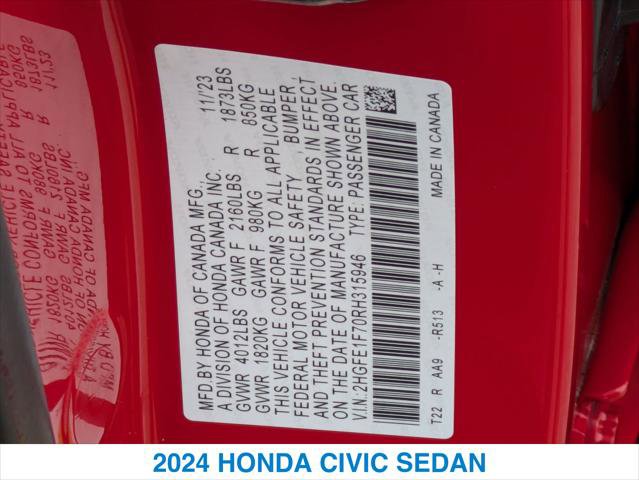 MFD.BY HONDA OF CANADA MFG., 11/23
A DIVISION OF HONDA CANADA INC.
GVWR 4012LBS GAWR F 2160LBS R 1873LBS
GVWR 1820KG GAWR F 980KG R 850KG
THIS VEHICLE CONFORMS TO ALL APPLICABLE
FEDERAL MOTOR VEHICLE SAFETY, BUMPER,
AND THEFT PREVENTION STANDARDS IN EFFECT
ON THE DATE OF MANUFACTURE SHOWN ABOVE.
V.I.N.:2HGFE1F70RH315946 TYPE: PASSENGER CAR
T22 R AA9 -R513 -A -H MADE IN CANADA
2024 HONDA CIVIC SEDAN